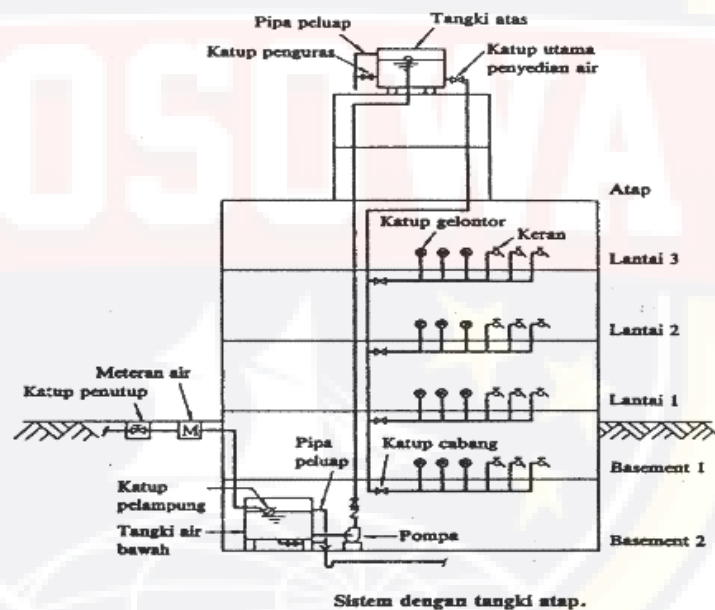 OSOWA
Pipa peluap
Tangki atas
Katup penguras
Katup utama
penyedian air
Atap
Katup gelontor
Keran
Lantai 3
Lantai 2
Meteran air
Katup penutup
M
Lantai 1
Pipa
peluap
Katup cabang
Basement 1
Katup
pelampung
Tangki air
bawah
Pompa
Basement 2
Sistem dengan tangki atap.